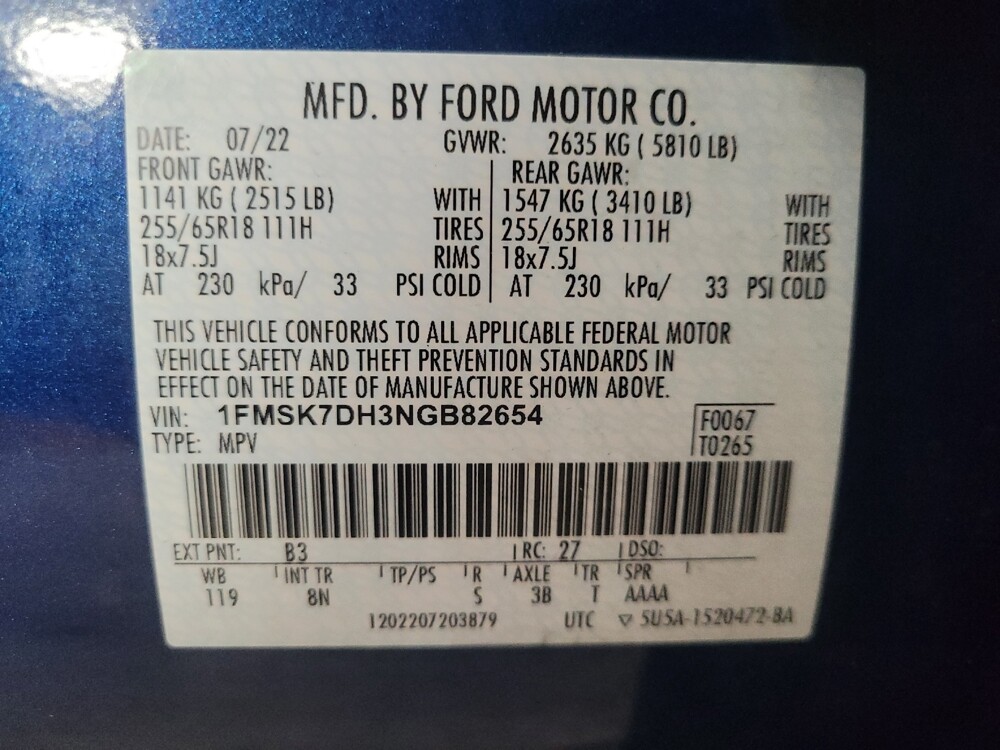 MFD. BY FORD MOTOR CO.
DATE: 07/22 GVWR: 2635 KG ( 5810 LB)
FRONT GAWR: REAR GAWR:
1141 KG ( 2515 LB) WITH 1547 KG ( 3410 LB) WITH
255/65R18 111H TIRES 255/65R18 111H TIRES
18x7.5J RIMS 18x7.5J RIMS
AT 230 kPa/ 33 PSI COLD AT 230 kPa/ 33 PSI COLD
THIS VEHICLE CONFORMS TO ALL APPLICABLE FEDERAL MOTOR
VEHICLE SAFETY AND THEFT PREVENTION STANDARDS IN
EFFECT ON THE DATE OF MANUFACTURE SHOWN ABOVE.
VIN: 1FMSK7DH3NGB82654 F0067
TYPE: MPV T0265
EXT PNT: B3 RC: 27 DSO:
WB INT TR TP/PS R AXLE TR SPR
119 8N S 3B T AAAA
1202207203879 UTC ▽ 5U5A-1520472-BA